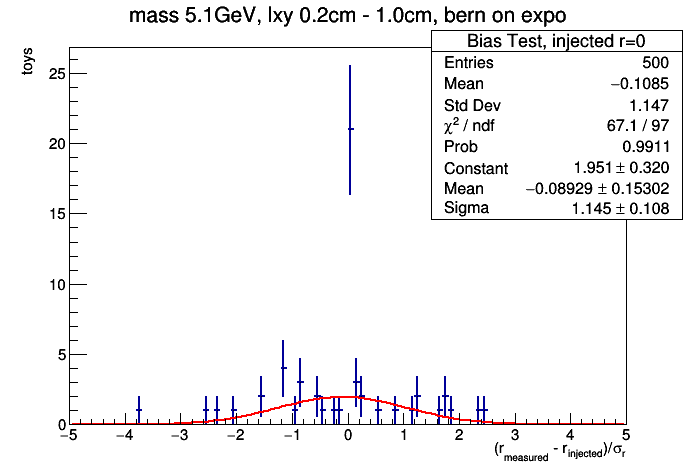 mass 5.1GeV, lxy 0.2cm - 1.0cm, bern on expo
toys
Bias Test, injected r=0
Entries 500
Mean −0.1085
Std Dev 1.147
χ² / ndf 67.1 / 97
Prob 0.9911
Constant 1.951 ± 0.320
Mean −0.08929 ± 0.15302
Sigma 1.145 ± 0.108
25
20
15
10
5
0
−5 −4 −3 −2 −1 0 1 2 3 4 5
(r_measured - r_injected)/σ_r